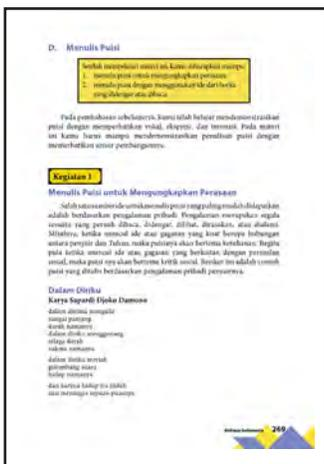 D. Menulis Puisi
Setelah mempelajari materi ini, kamu diharapkan mampu:
1. menulis puisi untuk mengungkapkan perasaan;
2. menulis puisi dengan menggunakan ide dari berita
yang didengar atau dibaca.
Pada pembahasan sebelumnya, kamu telah belajar mendemonstrasikan
puisi dengan memperhatikan vokal, ekspresi, dan intonasi. Pada materi
ini kamu harus mampu mendemonstrasikan penulisan puisi dengan
memerhatikan unsur pembangunnya.
Kegiatan 1
Menulis Puisi untuk Mengungkapkan Perasaan
Salah satu sumber ide untuk menulis puisi yang paling mudah didapatkan
adalah berdasarkan pengalaman pribadi. Pengalaman merupakan segala
sesuatu yang pernah dibaca, didengar, dilihat, dirasakan, atau dialami.
Misalnya, ketika muncul ide atau gagasan yang kuat berupa hubungan
antara penyair dan Tuhan, maka puisinya akan bertema ketuhanan. Begitu
pula ketika muncul ide atau gagasan yang berkaitan dengan persoalan
sosial, maka puisi nya akan bertema kritik sosial. Berikut ini adalah contoh
puisi yang ditulis berdasarkan pengalaman pribadi penyairnya.
Dalam Diriku
Karya Sapardi Djoko Damono
dalam diriku mengalir
sungai panjang
darah namanya
dalam diriku menggenang
telaga darah
sukma namanya
dalam diriku meriak
gelombang suara
hidup namanya
dan karena hidup itu indah
aku menangis sepuas-puasnya
Bahasa Indonesia 269